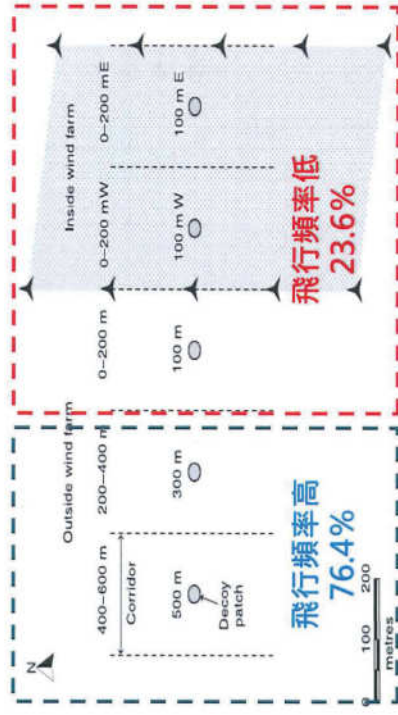 Outside wind farm
Inside wind farm
400–600 m
200–400 m
0–200 m
0–200 mW
0–200 mE
Corridor
500 m
300 m
100 m
100 m W
100 m E
Decoy
patch
飛行頻率高
76.4%
飛行頻率低
23.6%
N
0 100 200
metres